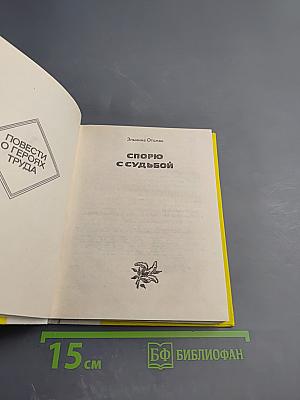 ПОВЕСТИ
О ГЕРОЯХ
ТРУДА
СПОРЮ
С СУДЬБОЙ
15 см
БФ БИБЛИОФАН